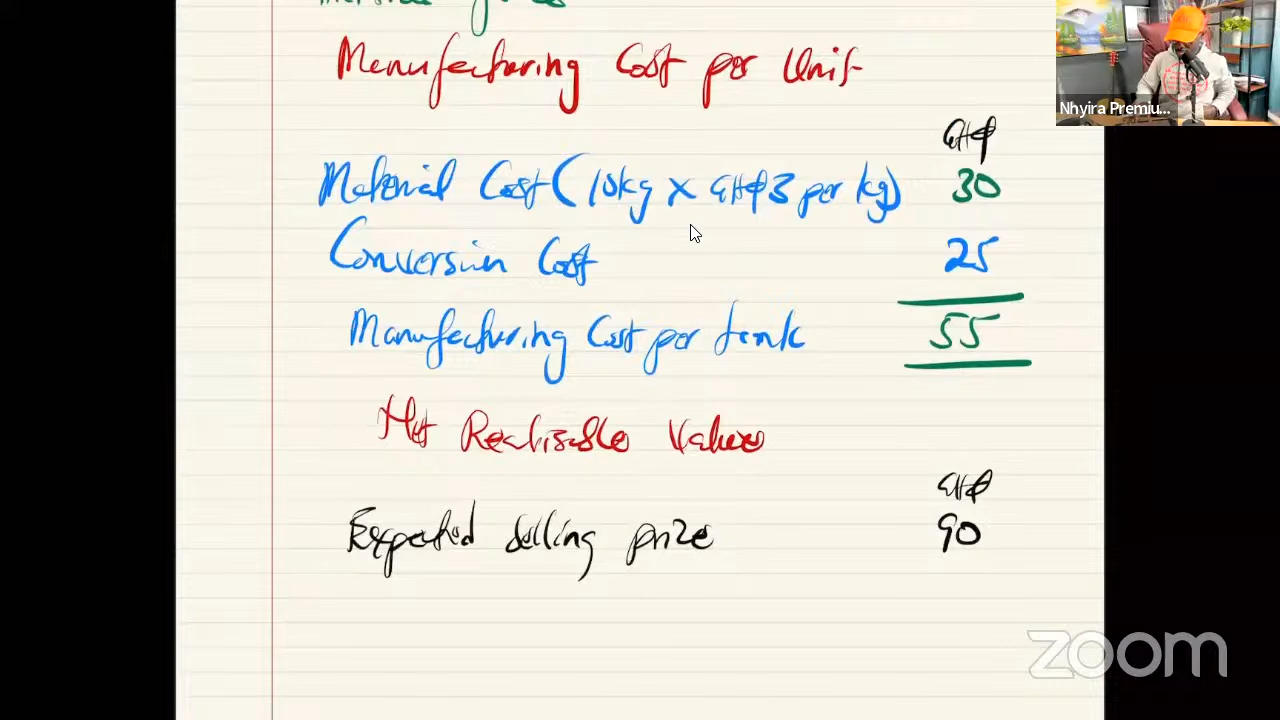 Manufacturing Cost per Unit
Nhyira Premiu...
GH¢
Material Cost (10kg x GH¢3 per kg) 30
Conversion Cost 25
Manufacturing Cost per tank 55
Net Realisable Value
GH¢
Expected selling price 90
zoom